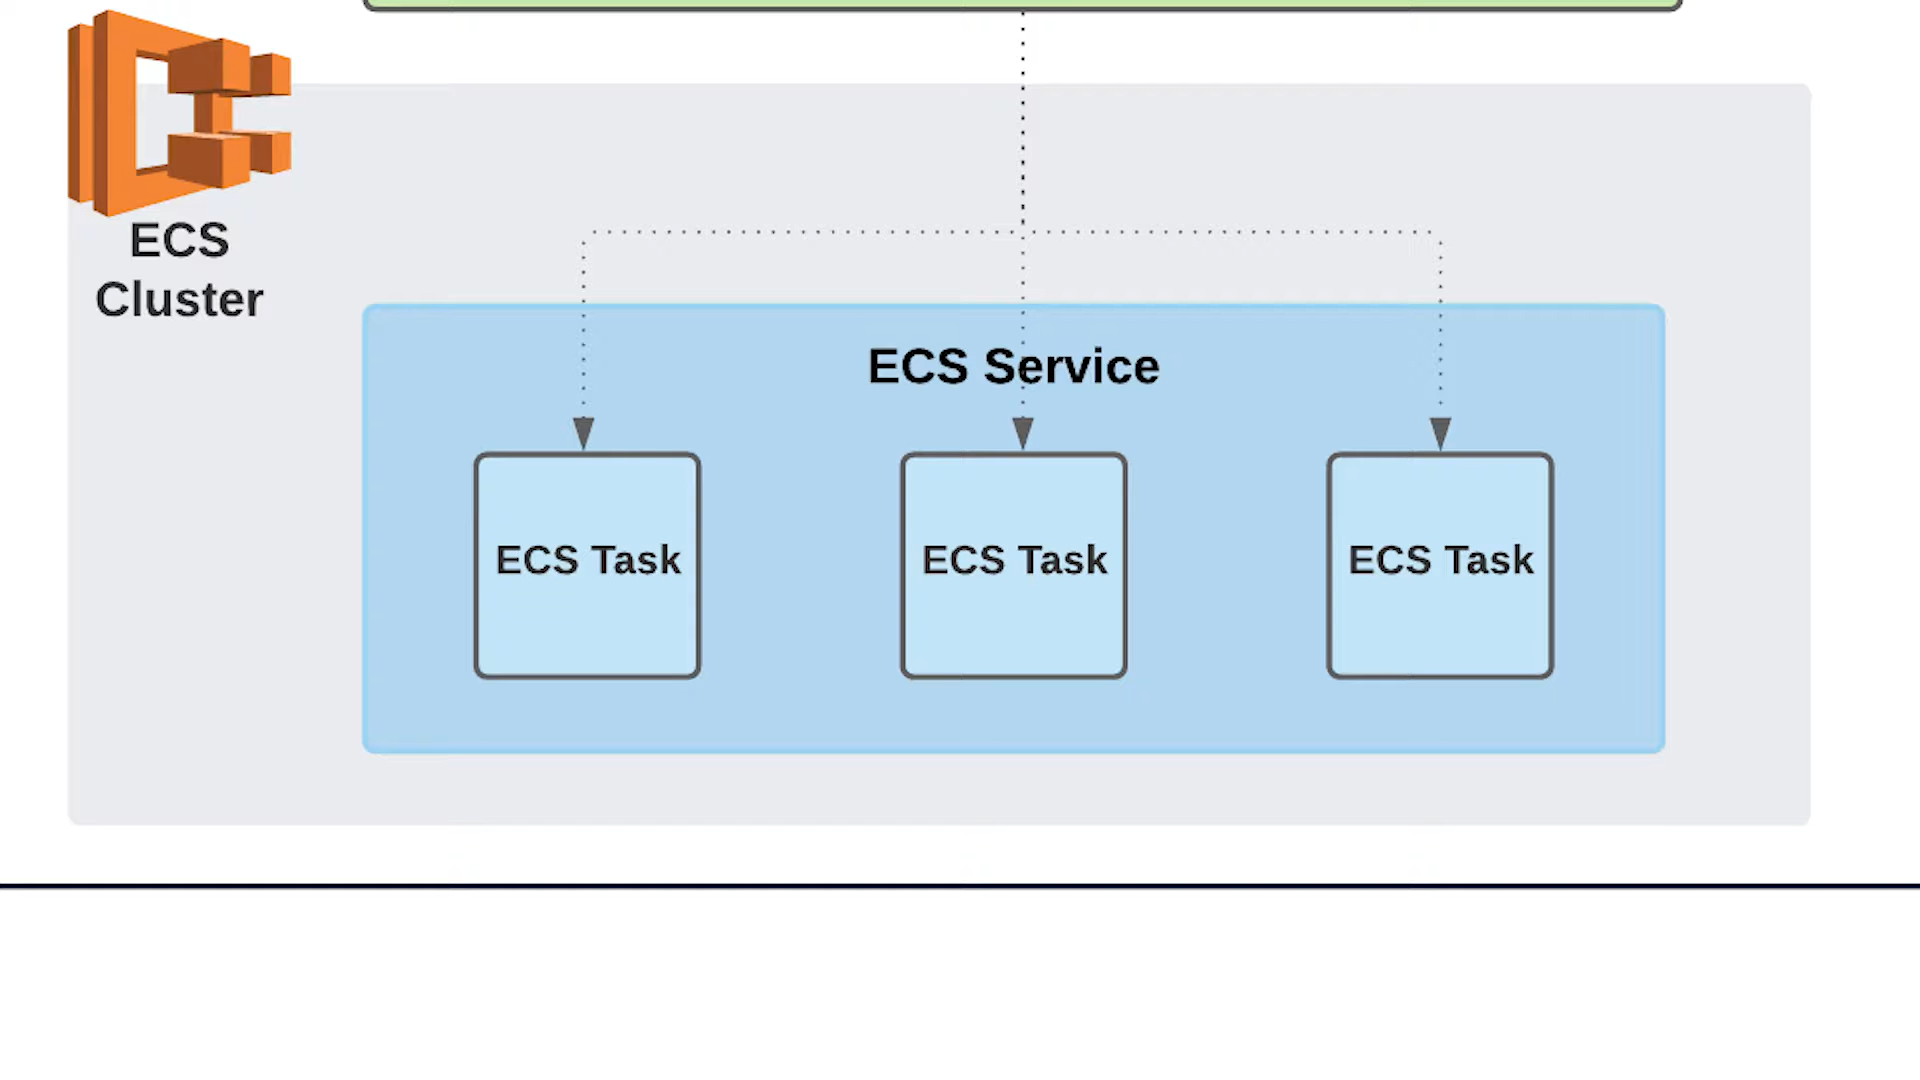 ECS
Cluster
ECS Service
ECS Task
ECS Task
ECS Task